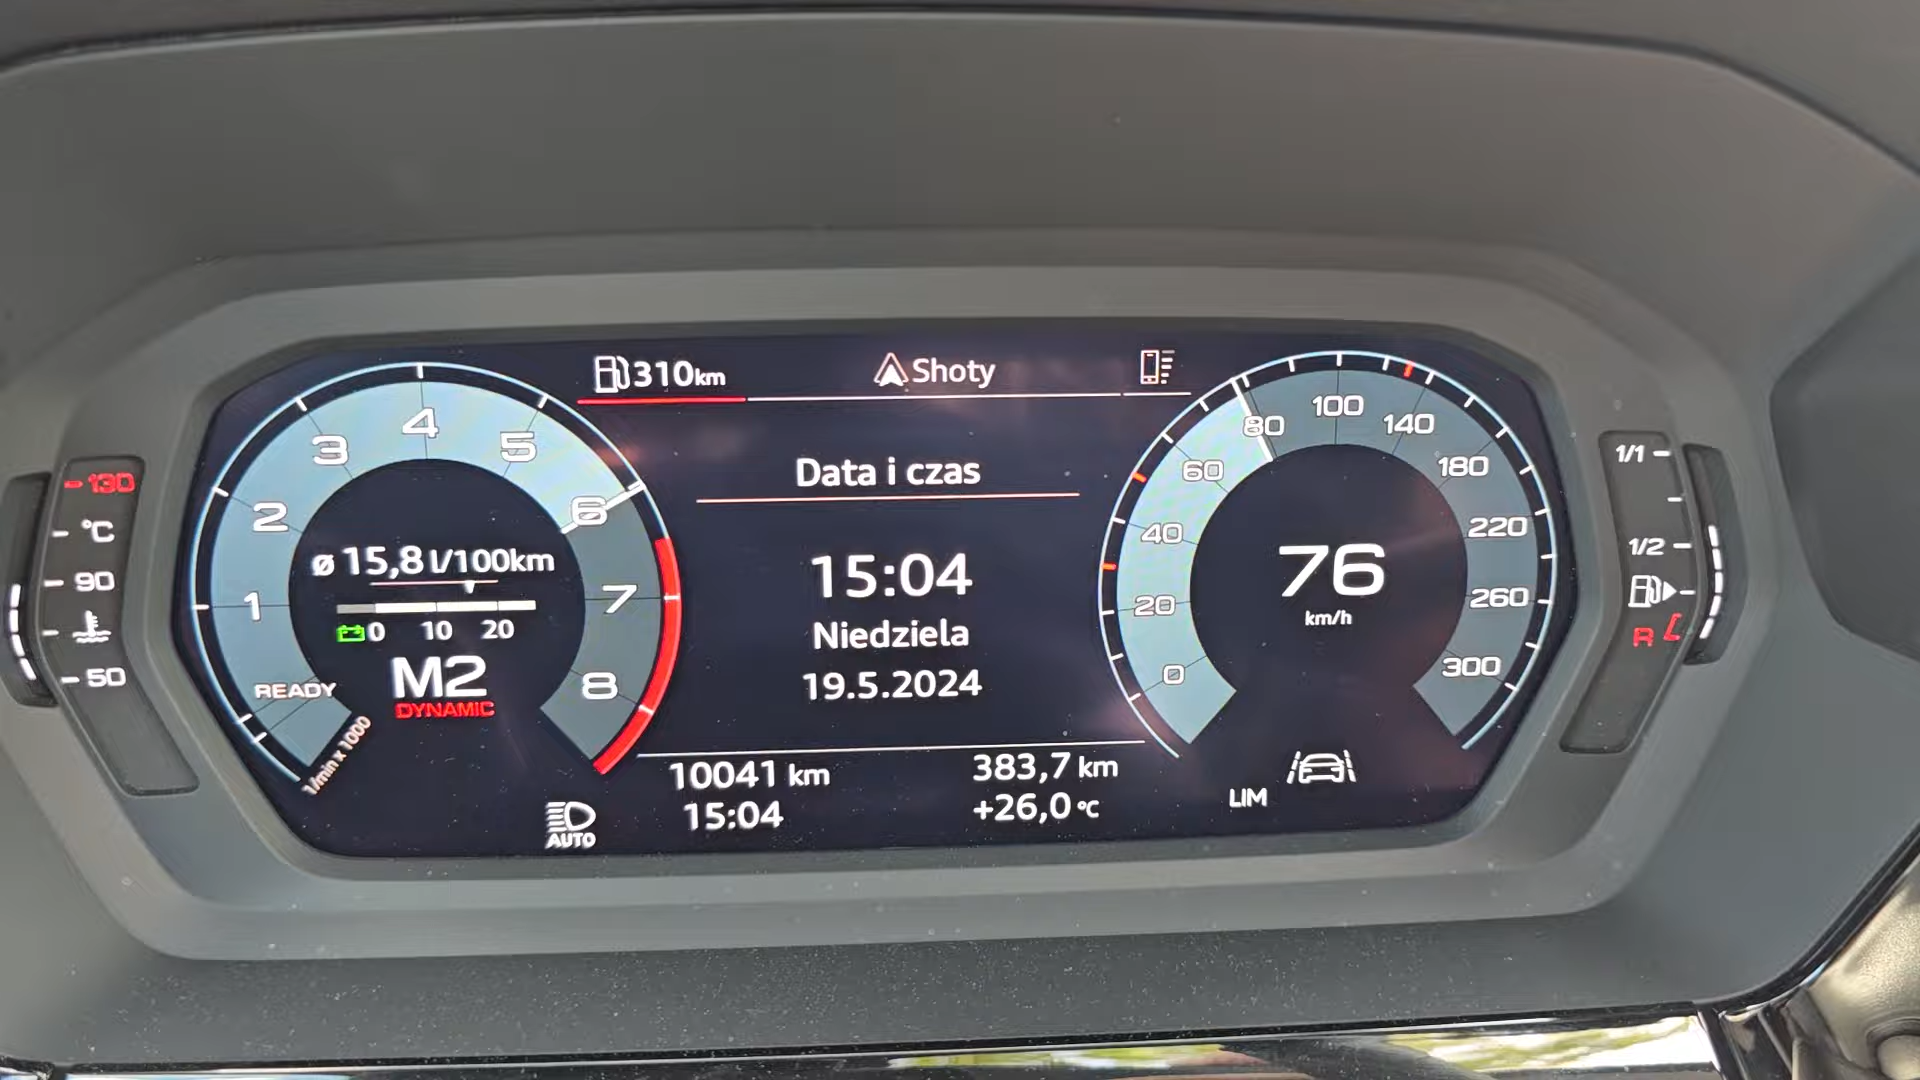 310km
Shoty
Data i czas
15:04
Niedziela
19.5.2024
10041 km
383,7 km
15:04
+26,0 °C
1
2
3
4
5
6
7
8
ø 15,8 l/100km
0 10 20
M2
DYNAMIC
READY
1/min x 1000
AUTO
0
20
40
60
80
100
140
180
220
260
300
76
km/h
LIM
130
°C
90
50
1/1
1/2
R